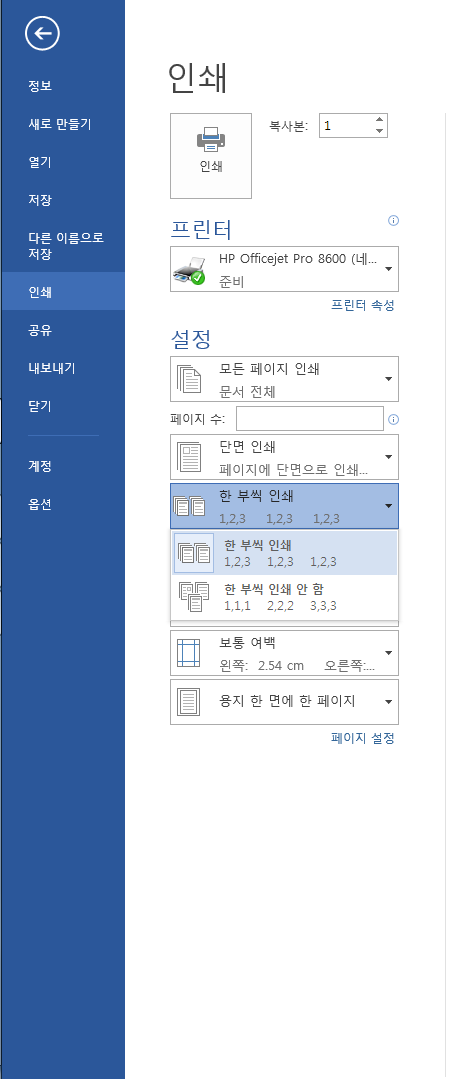 정보
새로 만들기
열기
저장
다른 이름으로
저장
인쇄
공유
내보내기
닫기
계정
옵션
인쇄
인쇄
복사본:
1
프린터
HP Officejet Pro 8600 (네...
준비
프린터 속성
설정
모든 페이지 인쇄
문서 전체
페이지 수:
단면 인쇄
페이지에 단면으로 인쇄...
한 부씩 인쇄
1,2,3 1,2,3 1,2,3
한 부씩 인쇄
1,2,3 1,2,3 1,2,3
한 부씩 인쇄 안 함
1,1,1 2,2,2 3,3,3
보통 여백
왼쪽: 2.54 cm 오른쪽:...
용지 한 면에 한 페이지
페이지 설정